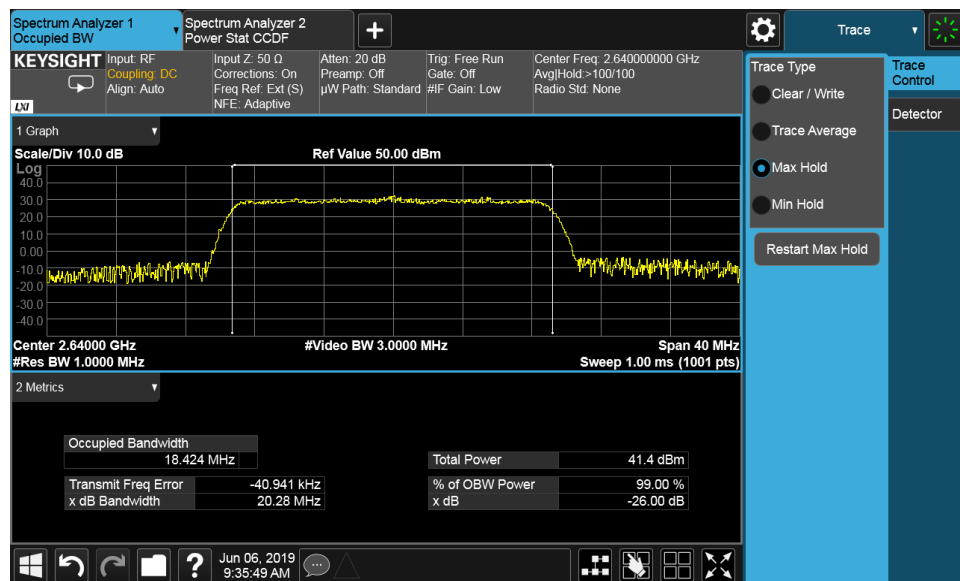 Spectrum Analyzer 1
Occupied BW
Spectrum Analyzer 2
Power Stat CCDF
Trace
KEYSIGHT
LXI
Input: RF
Coupling: DC
Align: Auto
Input Z: 50 Ω
Corrections: On
Freq Ref: Ext (S)
NFE: Adaptive
Atten: 20 dB
Preamp: Off
µW Path: Standard
Trig: Free Run
Gate: Off
#IF Gain: Low
Center Freq: 2.640000000 GHz
Avg|Hold:>100/100
Radio Std: None
Trace Type
Clear / Write
Trace Average
Max Hold
Min Hold
Restart Max Hold
Trace
Control
Detector
1 Graph
Scale/Div 10.0 dB
Ref Value 50.00 dBm
Log
40.0
30.0
20.0
10.0
0.00
-10.0
-20.0
-30.0
-40.0
Center 2.64000 GHz
#Video BW 3.0000 MHz
Span 40 MHz
#Res BW 1.0000 MHz
Sweep 1.00 ms (1001 pts)
2 Metrics
Occupied Bandwidth
18.424 MHz
Total Power 41.4 dBm
Transmit Freq Error -40.941 kHz
% of OBW Power 99.00 %
x dB Bandwidth 20.28 MHz
x dB -26.00 dB
?
Jun 06, 2019
9:35:49 AM